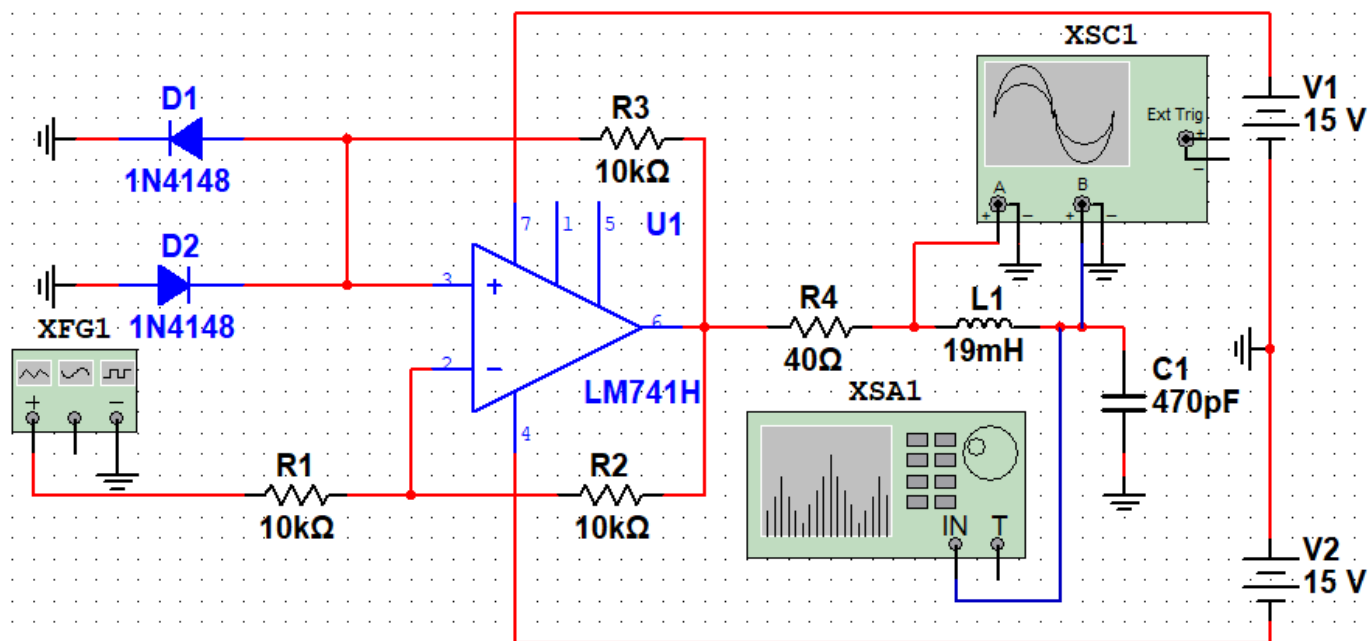 XSC1
D1
R3
V1
15 V
Ext Trig
+
−
1N4148
10kΩ
A
B
+ − + −
7
1
5
U1
D2
3
+
R4
L1
1N4148
6
40Ω
19mH
XFG1
2
−
C1
470pF
LM741H
XSA1
+ −
4
R1
R2
10kΩ
10kΩ
IN T
V2
15 V